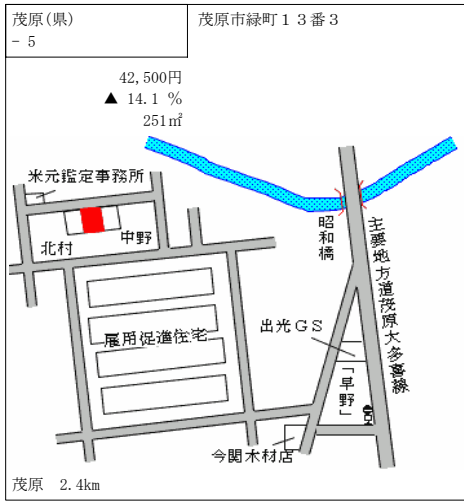 茂原(県)
- 5
茂原市緑町１３番３
42,500円
▲ 14.1 %
251㎡
米元鑑定事務所
北村
中野
昭和橋
主要地方道茂原大多喜線
雇用促進住宅
出光ＧＳ
「早野」
今関木材店
茂原 2.4km